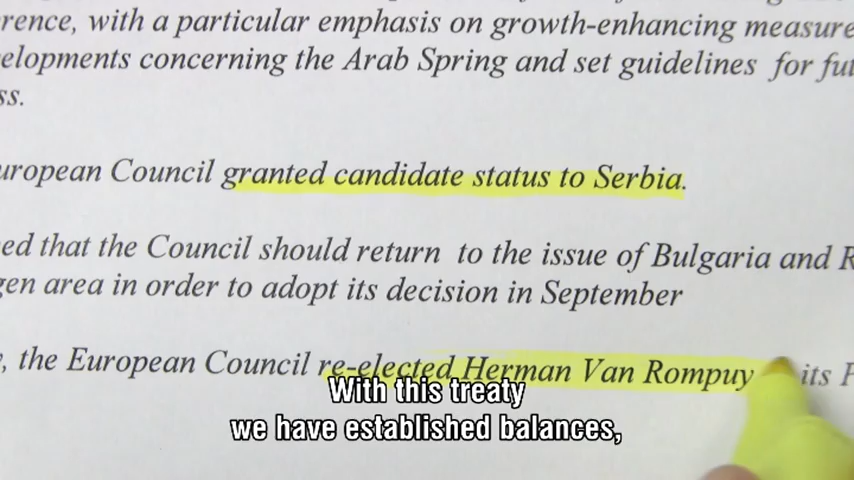 rence, with a particular emphasis on growth-enhancing measure
elopments concerning the Arab Spring and set guidelines for fut
ss.
uropean Council granted candidate status to Serbia.
ed that the Council should return to the issue of Bulgaria and R
gen area in order to adopt its decision in September
, the European Council re-elected Herman Van Rompuy its P
With this treaty
we have established balances,